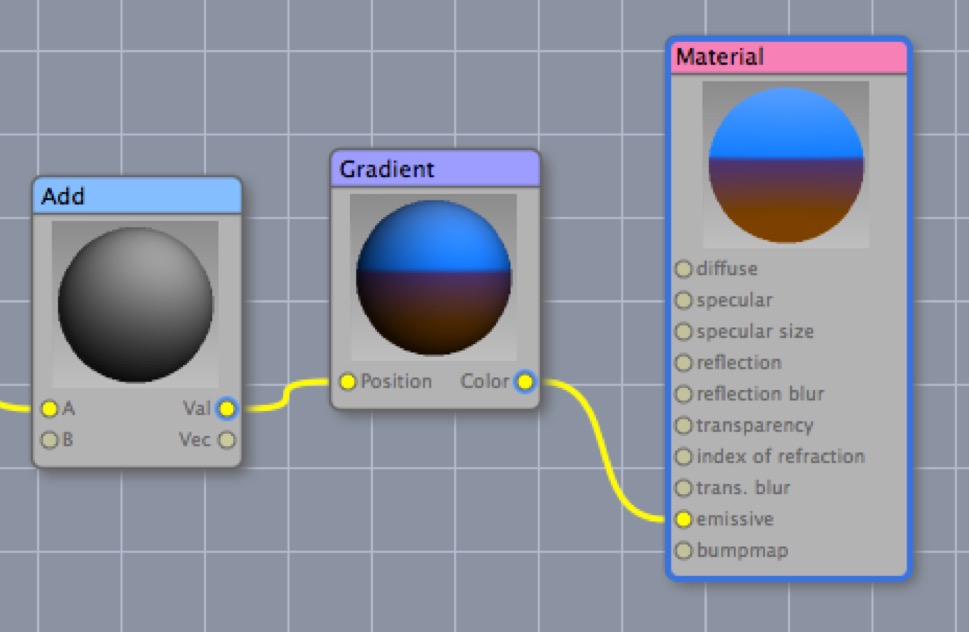 Add
A Val
B Vec
Gradient
Position Color
Material
diffuse
specular
specular size
reflection
reflection blur
transparency
index of refraction
trans. blur
emissive
bumpmap